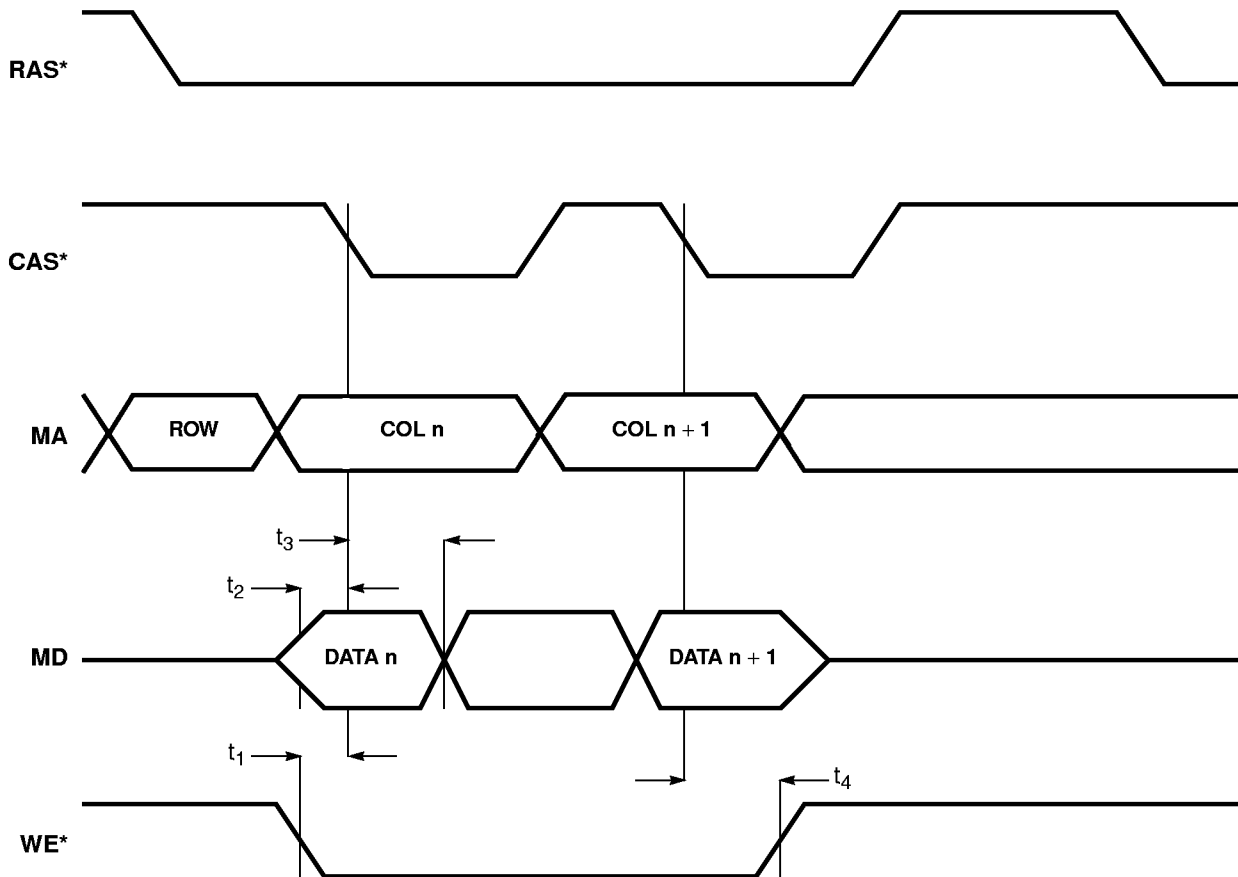 RAS*
CAS*
MA
ROW
COL n
COL n + 1
t3
t2
MD
DATA n
DATA n + 1
t1
t4
WE*